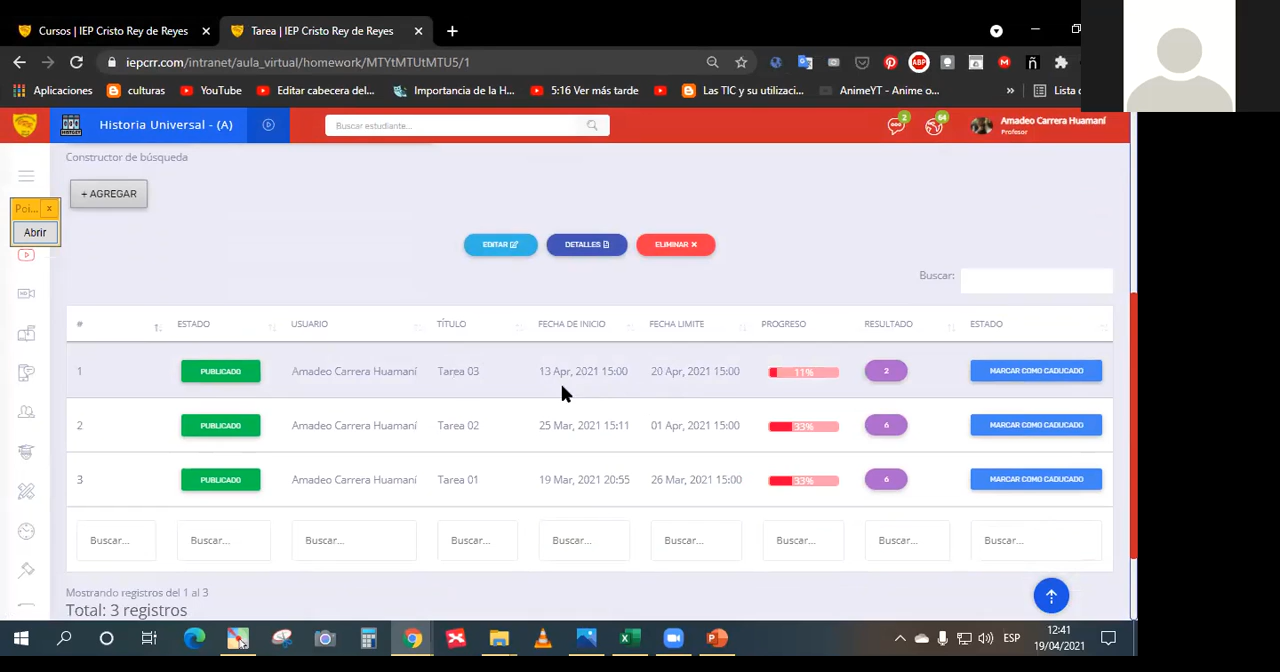 Cursos | IEP Cristo Rey de Reyes
Tarea | IEP Cristo Rey de Reyes
iepcrr.com/intranet/aula_virtual/homework/MTYtMTUtMTU5/1
Aplicaciones
culturas
YouTube
Editar cabecera del...
Importancia de la H...
5:16 Ver más tarde
Las TIC y su utilizaci...
AnimeYT - Anime o...
»
Lista d
Historia Universal - (A)
Buscar estudiante...
2
64
Amadeo Carrera Huamaní
Profesor
Constructor de búsqueda
+ AGREGAR
Poi... x
Abrir
EDITAR DETALLES ELIMINAR
Buscar:
# ESTADO USUARIO TÍTULO FECHA DE INICIO FECHA LIMITE PROGRESO RESULTADO ESTADO
1 PUBLICADO Amadeo Carrera Huamaní Tarea 03 13 Apr, 2021 15:00 20 Apr, 2021 15:00 11% 2 MARCAR COMO CADUCADO
2 PUBLICADO Amadeo Carrera Huamaní Tarea 02 25 Mar, 2021 15:11 01 Apr, 2021 15:00 33% 6 MARCAR COMO CADUCADO
3 PUBLICADO Amadeo Carrera Huamaní Tarea 01 19 Mar, 2021 20:55 26 Mar, 2021 15:00 33% 6 MARCAR COMO CADUCADO
Buscar... Buscar... Buscar... Buscar... Buscar... Buscar... Buscar... Buscar... Buscar...
Mostrando registros del 1 al 3
Total: 3 registros
ESP
12:41
19/04/2021